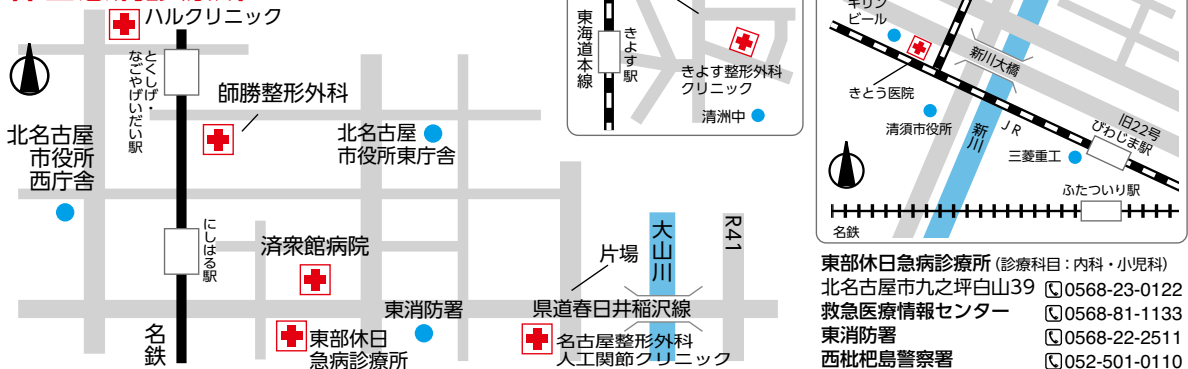 ハルクリニック
とくしげ・
なごやげいだい駅
師勝整形外科
北名古屋
市役所
西庁舎
北名古屋
市役所東庁舎
にしはる駅
済衆館病院
名鉄
東部休日
急病診療所
東消防署
片場
大山川
R41
県道春日井稲沢線
名古屋整形外科
人工関節クリニック
東海道本線
きよす駅
きよす整形外科
クリニック
清洲中
キリン
ビール
新川大橋
きとう医院
清須市役所
新川
JR
旧22号
びわじま駅
三菱重工
ふたついり駅
名鉄
東部休日急病診療所(診療科目:内科・小児科)
北名古屋市九之坪白山39 0568-23-0122
救急医療情報センター 0568-81-1133
東消防署 0568-22-2511
西枇杷島警察署 052-501-0110